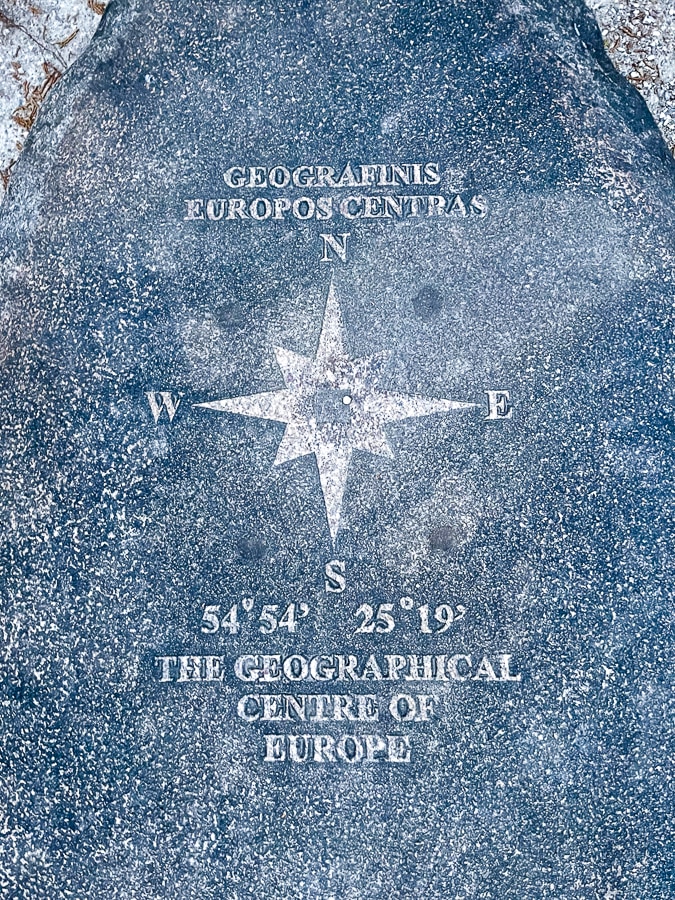 GEOGRAFINIS
EUROPOS CENTRAS
N
W E
S
54°54’ 25°19’
THE GEOGRAPHICAL
CENTRE OF
EUROPE